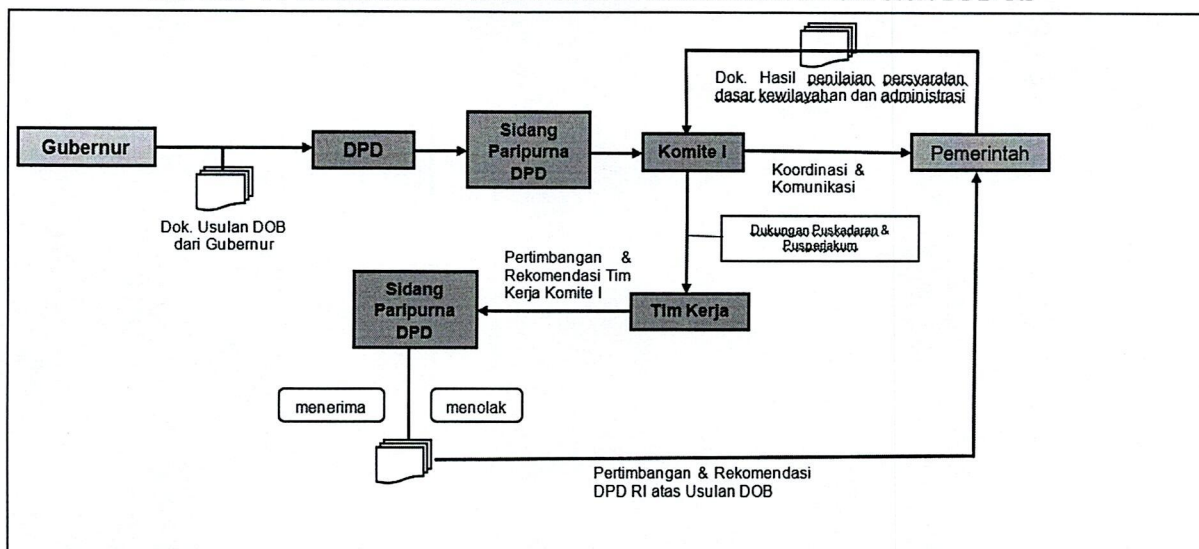 Dok. Hasil penilaian persyaratan
dasar kewilayahan dan administrasi
Gubernur
DPD
Sidang
Paripurna
DPD
Komite I
Pemerintah
Koordinasi &
Komunikasi
Dok. Usulan DOB
dari Gubernur
Dukungan Puskadaran &
Pusperjakum
Pertimbangan &
Rekomendasi Tim
Kerja Komite I
Sidang
Paripurna
DPD
Tim Kerja
menerima
menolak
Pertimbangan & Rekomendasi
DPD RI atas Usulan DOB